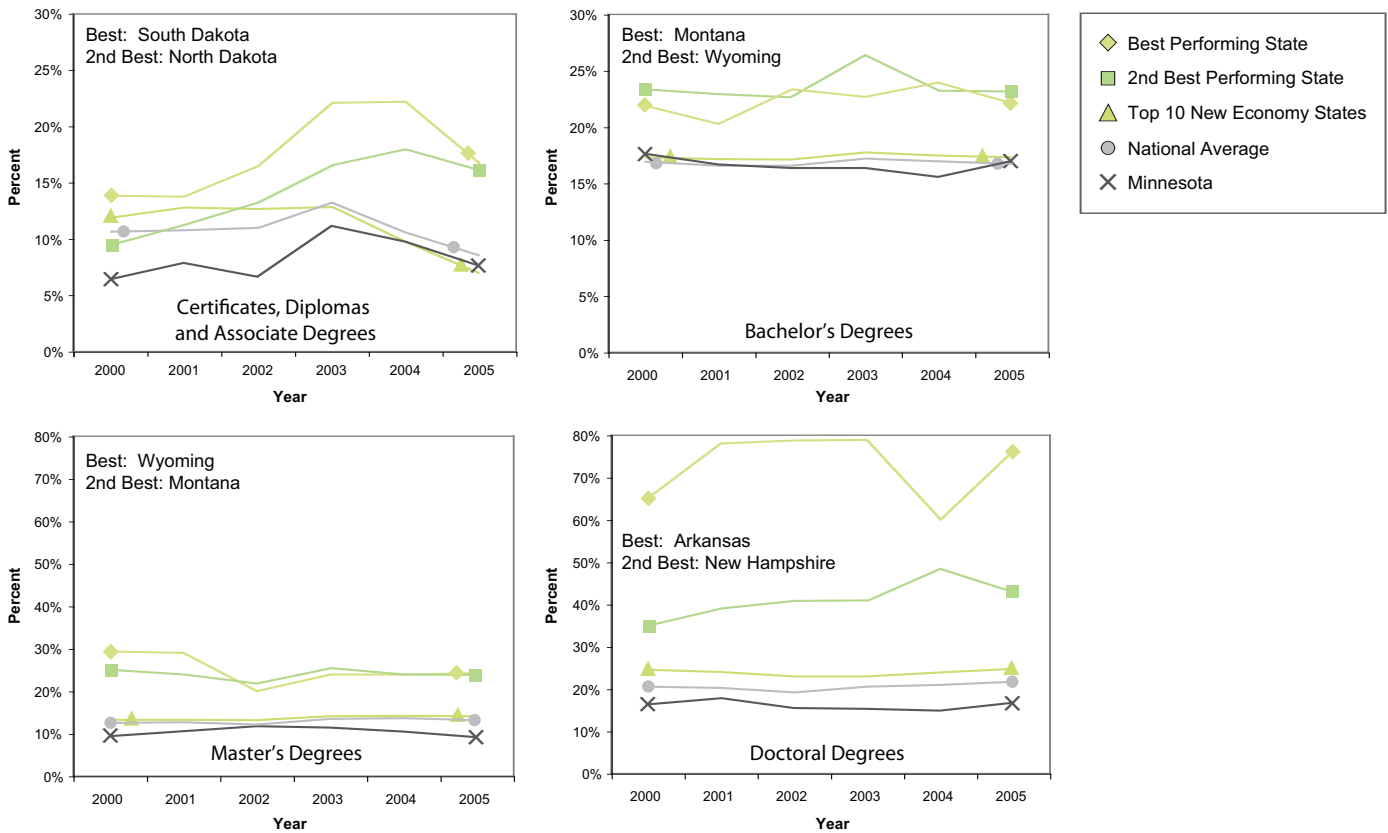 30%
25%
20%
15%
10%
5%
0%
Percent
Best: South Dakota
2nd Best: North Dakota
Certificates, Diplomas
and Associate Degrees
2000 2001 2002 2003 2004 2005
Year
30%
25%
20%
15%
10%
5%
0%
Percent
Best: Montana
2nd Best: Wyoming
Bachelor’s Degrees
2000 2001 2002 2003 2004 2005
Year
Best Performing State
2nd Best Performing State
Top 10 New Economy States
National Average
Minnesota
80%
70%
60%
50%
40%
30%
20%
10%
0%
Percent
Best: Wyoming
2nd Best: Montana
Master’s Degrees
2000 2001 2002 2003 2004 2005
Year
80%
70%
60%
50%
40%
30%
20%
10%
0%
Percent
Best: Arkansas
2nd Best: New Hampshire
Doctoral Degrees
2000 2001 2002 2003 2004 2005
Year